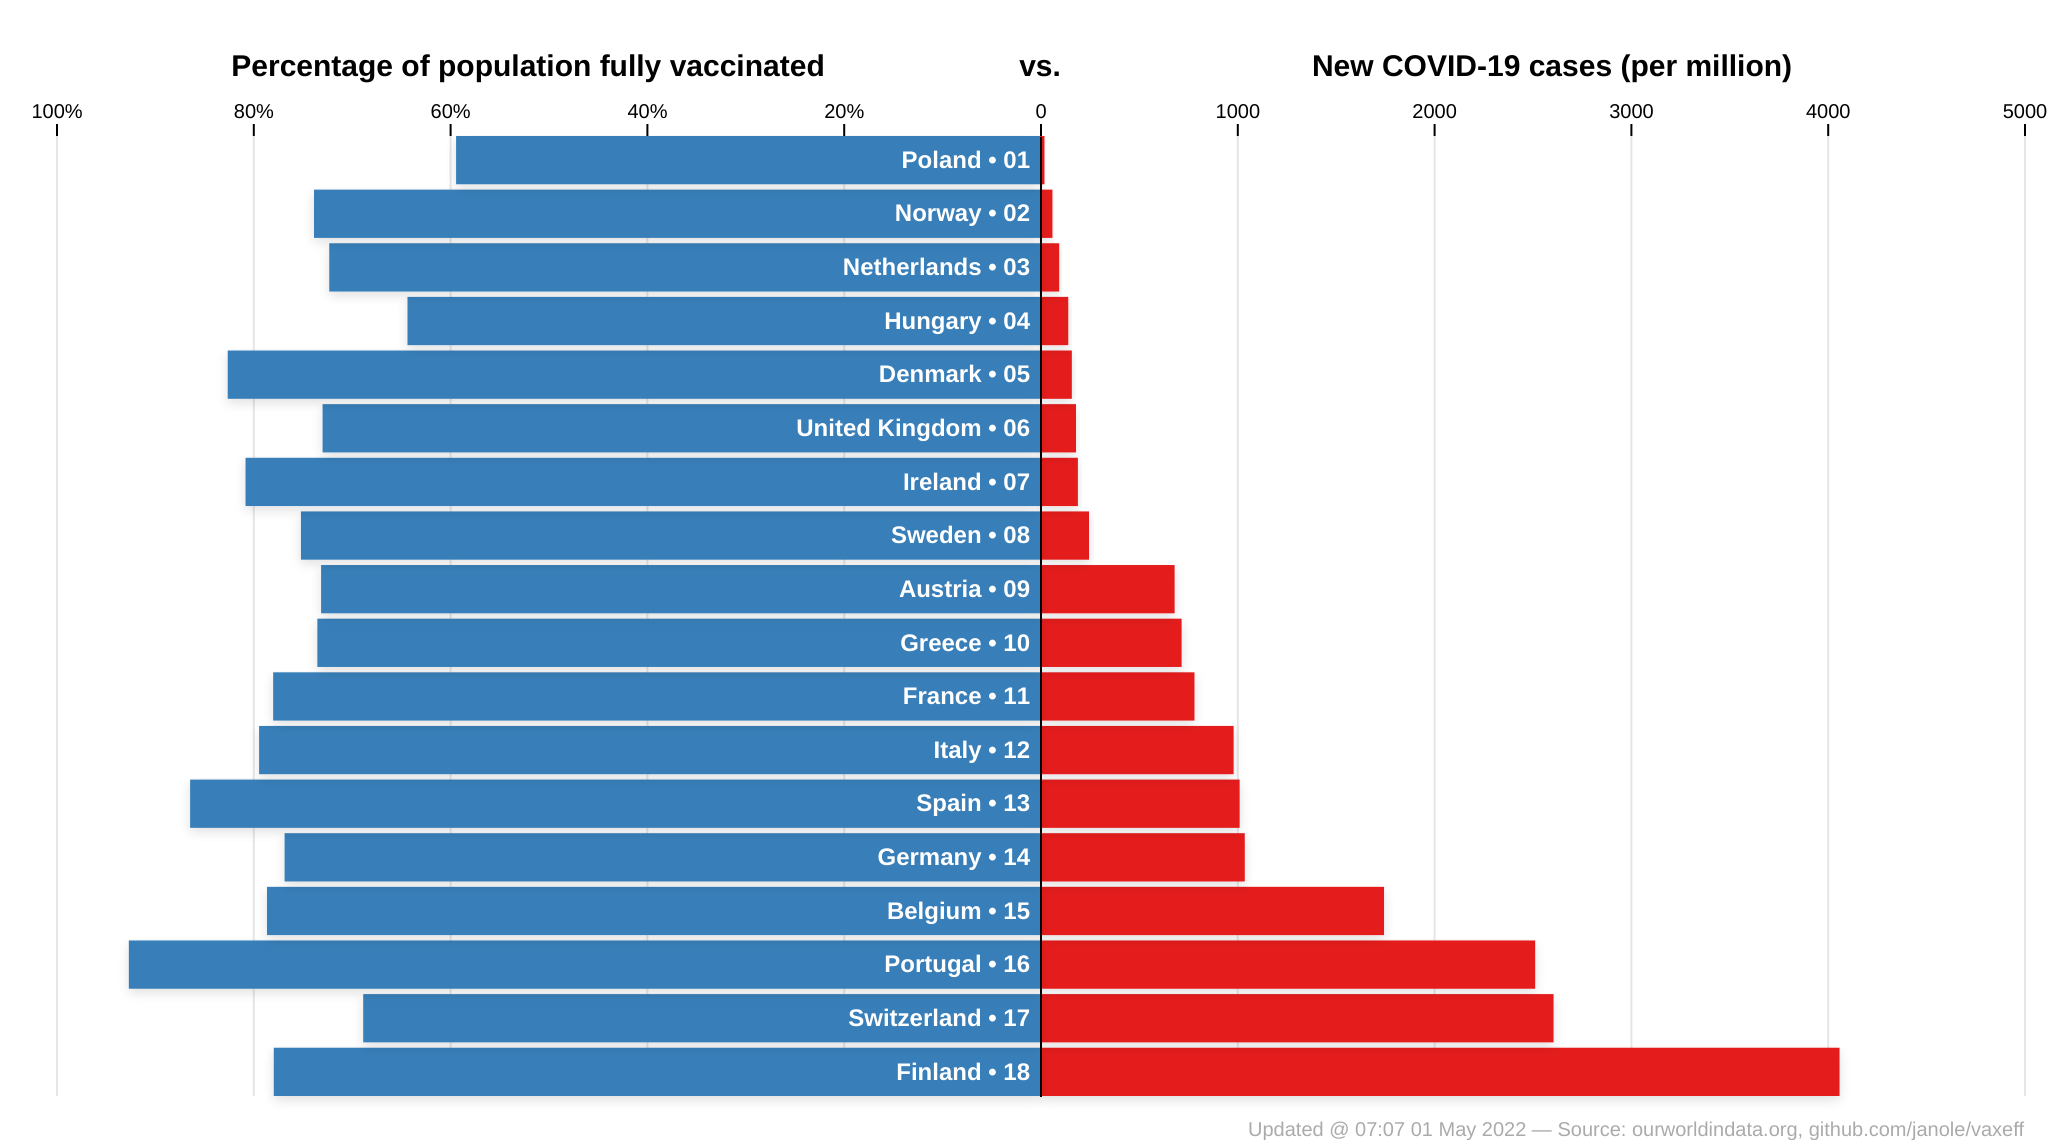 Percentage of population fully vaccinated vs. New COVID-19 cases (per million)
100% 80% 60% 40% 20% 0 1000 2000 3000 4000 5000
Poland • 01
Norway • 02
Netherlands • 03
Hungary • 04
Denmark • 05
United Kingdom • 06
Ireland • 07
Sweden • 08
Austria • 09
Greece • 10
France • 11
Italy • 12
Spain • 13
Germany • 14
Belgium • 15
Portugal • 16
Switzerland • 17
Finland • 18
Updated @ 07:07 01 May 2022 — Source: ourworldindata.org, github.com/janole/vaxeff